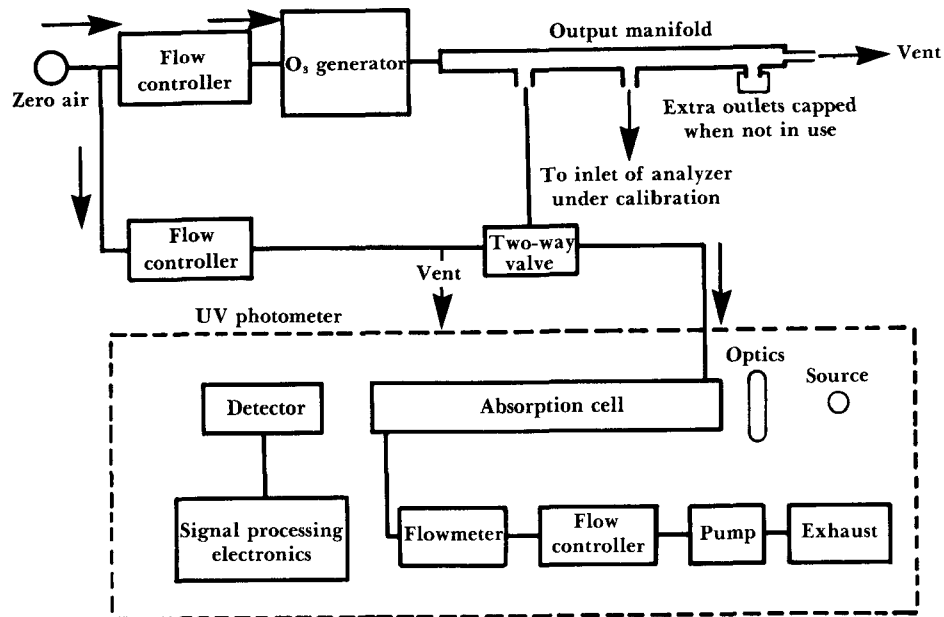 Zero air
Flow
controller
O₃ generator
Output manifold
Vent
Extra outlets capped
when not in use
To inlet of analyzer
under calibration
Flow
controller
Vent
Two-way
valve
UV photometer
Optics
Source
Detector
Absorption cell
Signal processing
electronics
Flowmeter
Flow
controller
Pump
Exhaust